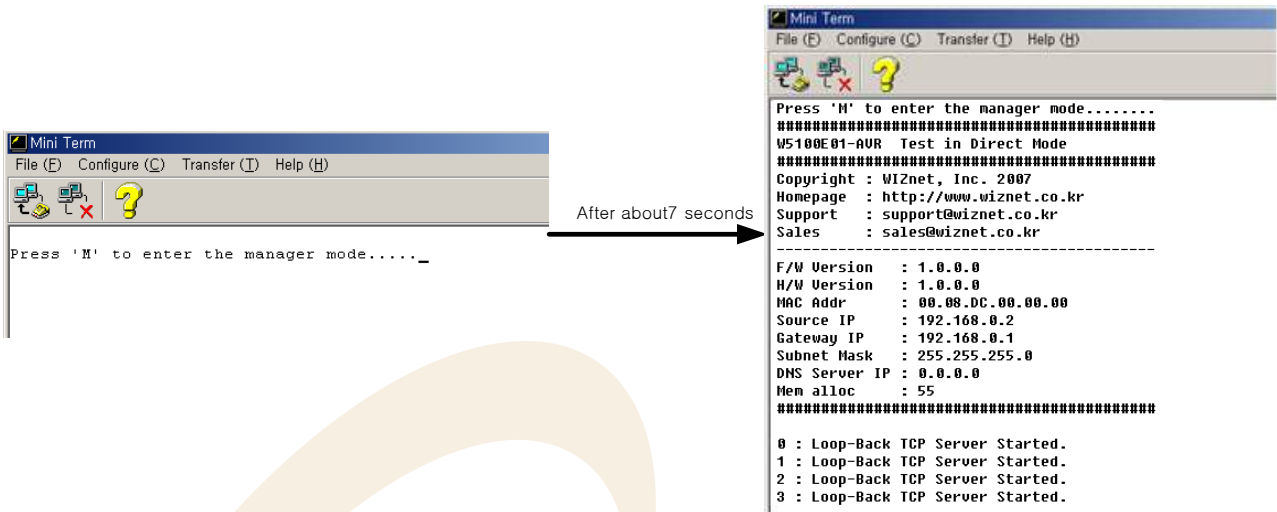 Mini Term
File (F) Configure (C) Transfer (T) Help (H)
Press 'M' to enter the manager mode....._
After about7 seconds
Mini Term
File (F) Configure (C) Transfer (T) Help (H)
Press 'M' to enter the manager mode........
###########################################
W5100E01-AVR Test in Direct Mode
###########################################
Copyright : WIZnet, Inc. 2007
Homepage : http://www.wiznet.co.kr
Support : support@wiznet.co.kr
Sales : sales@wiznet.co.kr
-------------------------------------------
F/W Version : 1.0.0.0
H/W Version : 1.0.0.0
MAC Addr : 00.08.DC.00.00.00
Source IP : 192.168.0.2
Gateway IP : 192.168.0.1
Subnet Mask : 255.255.255.0
DNS Server IP : 0.0.0.0
Mem alloc : 55
###########################################
0 : Loop-Back TCP Server Started.
1 : Loop-Back TCP Server Started.
2 : Loop-Back TCP Server Started.
3 : Loop-Back TCP Server Started.